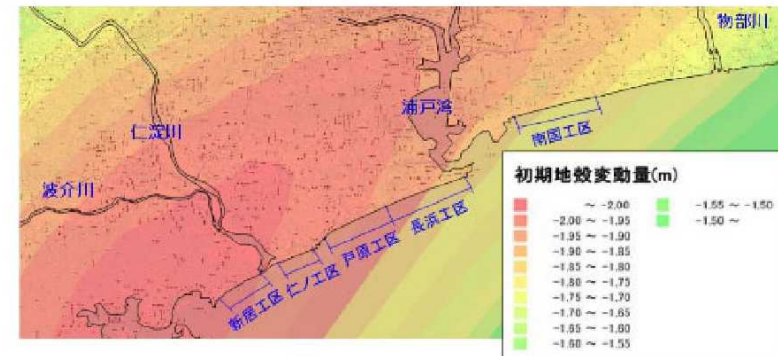 物部川
浦戸湾
仁淀川
波介川
南国工区
長浜工区
戸原工区
仁ノ工区
新居工区
初期地殻変動量(m)
～ -2.00
-2.00 ～ -1.95
-1.95 ～ -1.90
-1.90 ～ -1.85
-1.85 ～ -1.80
-1.80 ～ -1.75
-1.75 ～ -1.70
-1.70 ～ -1.65
-1.65 ～ -1.60
-1.60 ～ -1.55
-1.55 ～ -1.50
-1.50 ～